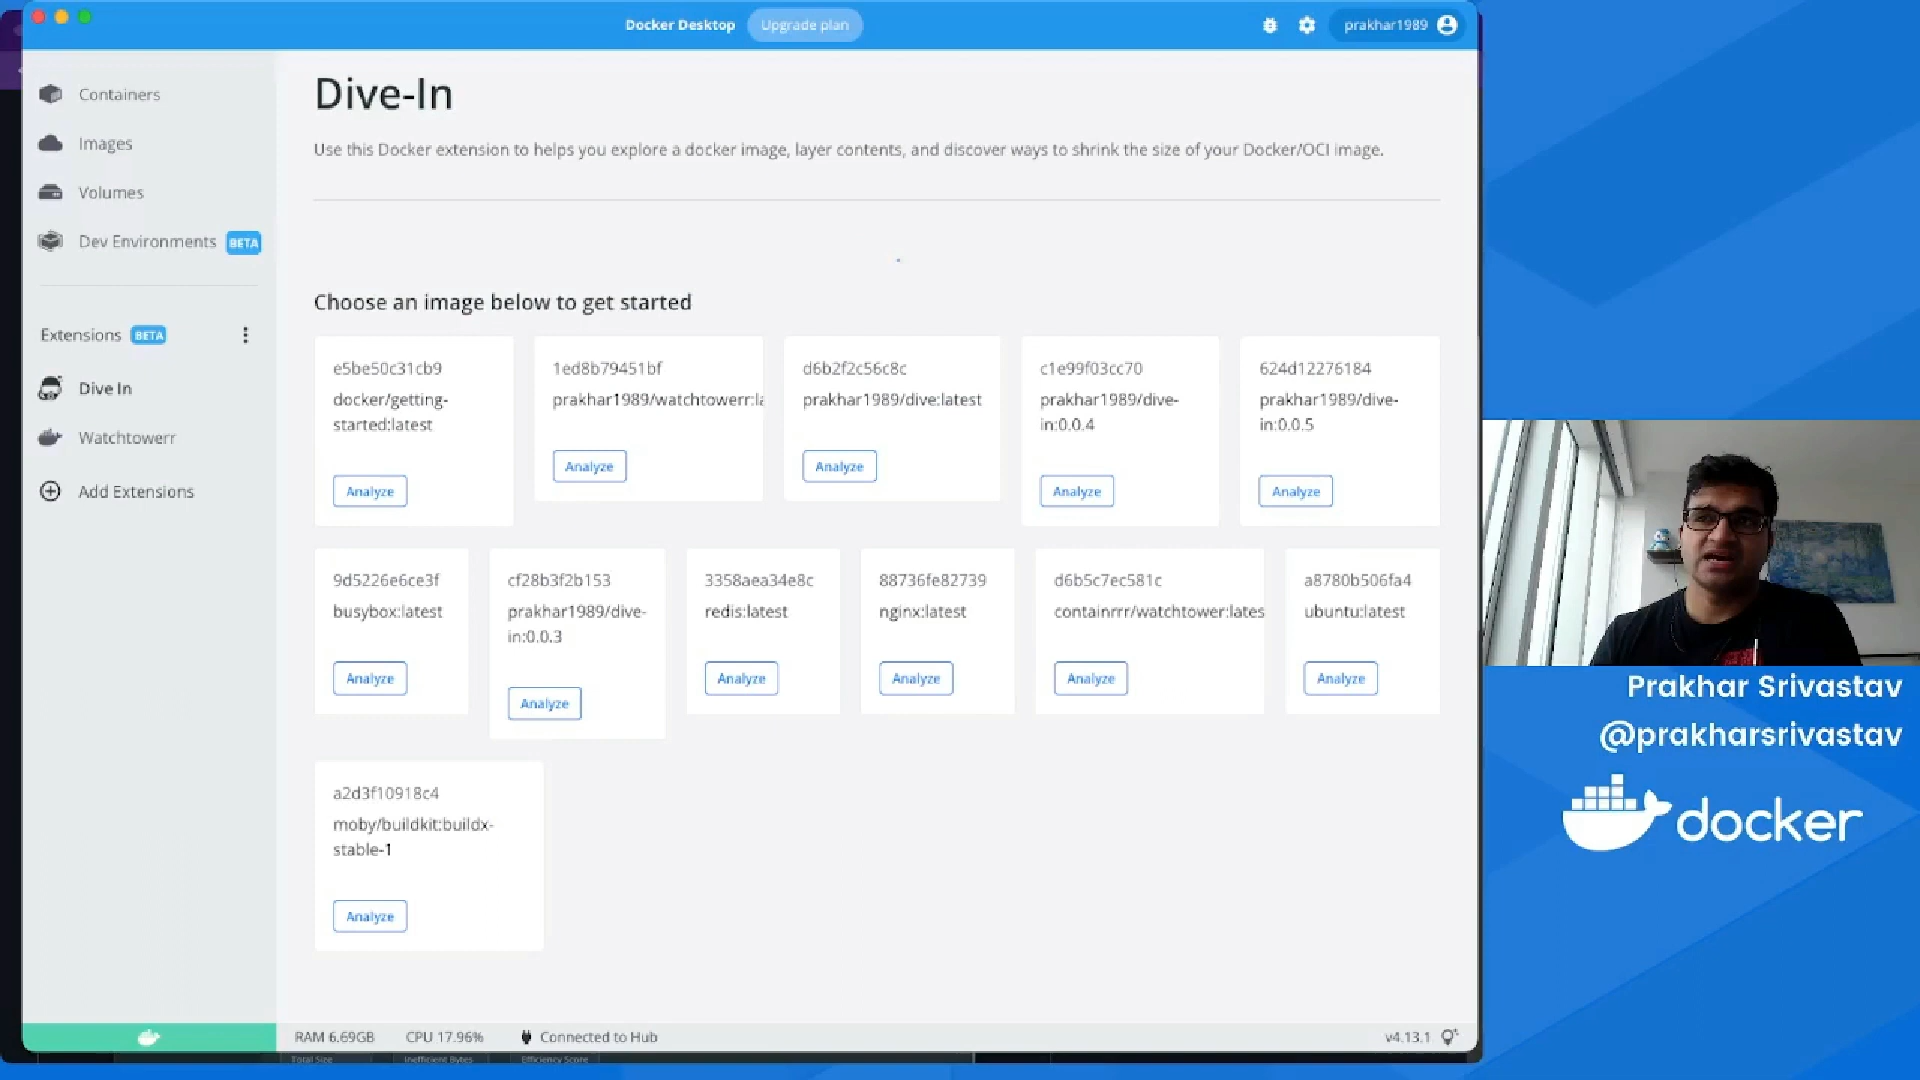 Docker Desktop
Upgrade plan
prakhar1989
Containers
Images
Volumes
Dev Environments BETA
Extensions BETA
Dive In
Watchtowerr
Add Extensions
Dive-In
Use this Docker extension to helps you explore a docker image, layer contents, and discover ways to shrink the size of your Docker/OCI image.
Choose an image below to get started
e5be50c31cb9
docker/getting-
started:latest
Analyze
1ed8b79451bf
prakhar1989/watchtowerr:la
Analyze
d6b2f2c56c8c
prakhar1989/dive:latest
Analyze
c1e99f03cc70
prakhar1989/dive-
in:0.0.4
Analyze
624d12276184
prakhar1989/dive-
in:0.0.5
Analyze
9d5226e6ce3f
busybox:latest
Analyze
cf28b3f2b153
prakhar1989/dive-
in:0.0.3
Analyze
3358aea34e8c
redis:latest
Analyze
88736fe82739
nginx:latest
Analyze
d6b5c7ec581c
containrrr/watchtower:lates
Analyze
a8780b506fa4
ubuntu:latest
Analyze
a2d3f10918c4
moby/buildkit:buildx-
stable-1
Analyze
RAM 6.69GB
CPU 17.96%
Connected to Hub
v4.13.1
Total Size
Inefficient Bytes
Efficiency Score
Prakhar Srivastav
@prakharsrivastav
docker